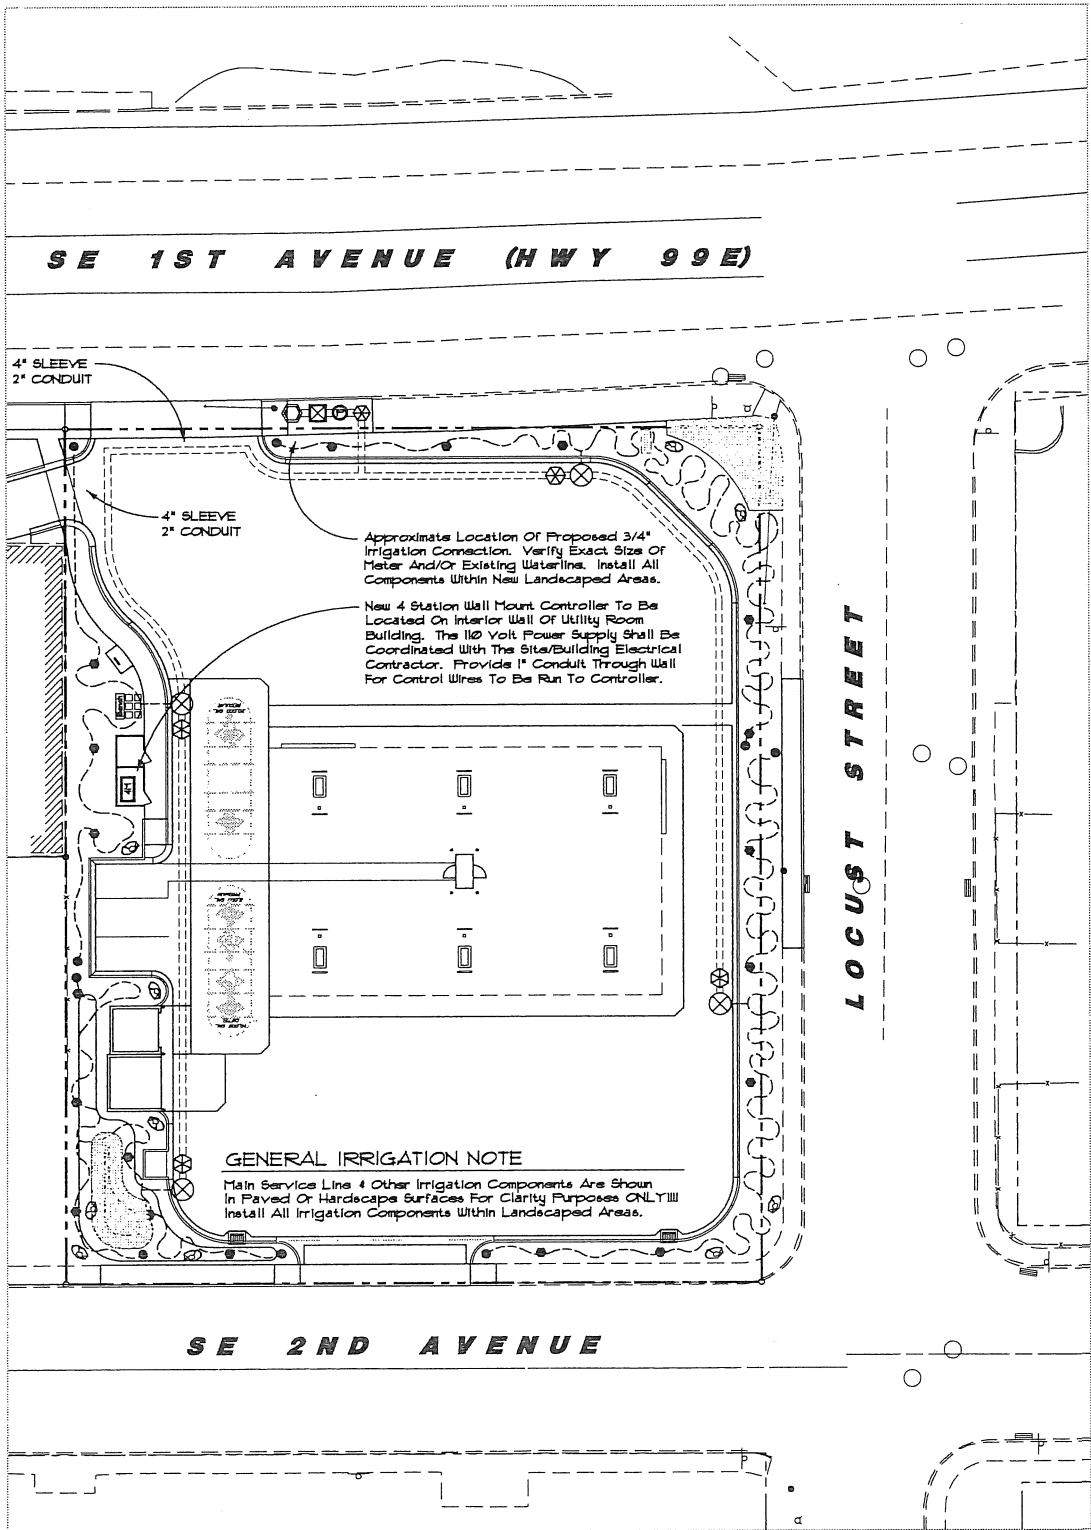 SE 1ST AVENUE (HWY 99E)
4" SLEEVE
2" CONDUIT
4" SLEEVE
2" CONDUIT
Approximate Location Of Proposed 3/4"
Irrigation Connection. Verify Exact Size Of
Meter And/Or Existing Waterline. Install All
Components Within New Landscaped Areas.
New 4 Station Wall Mount Controller To Be
Located On Interior Wall Of Utility Room
Building. The 110 Volt Power Supply Shall Be
Coordinated With The Site/Building Electrical
Contractor. Provide 1" Conduit Through Wall
For Control Wires To Be Run To Controller.
LOCUST STREET
GENERAL IRRIGATION NOTE
Main Service Line & Other Irrigation Components Are Shown
In Paved Or Hardscape Surfaces For Clarity Purposes ONLY!!!!
Install All Irrigation Components Within Landscaped Areas.
SE 2ND AVENUE